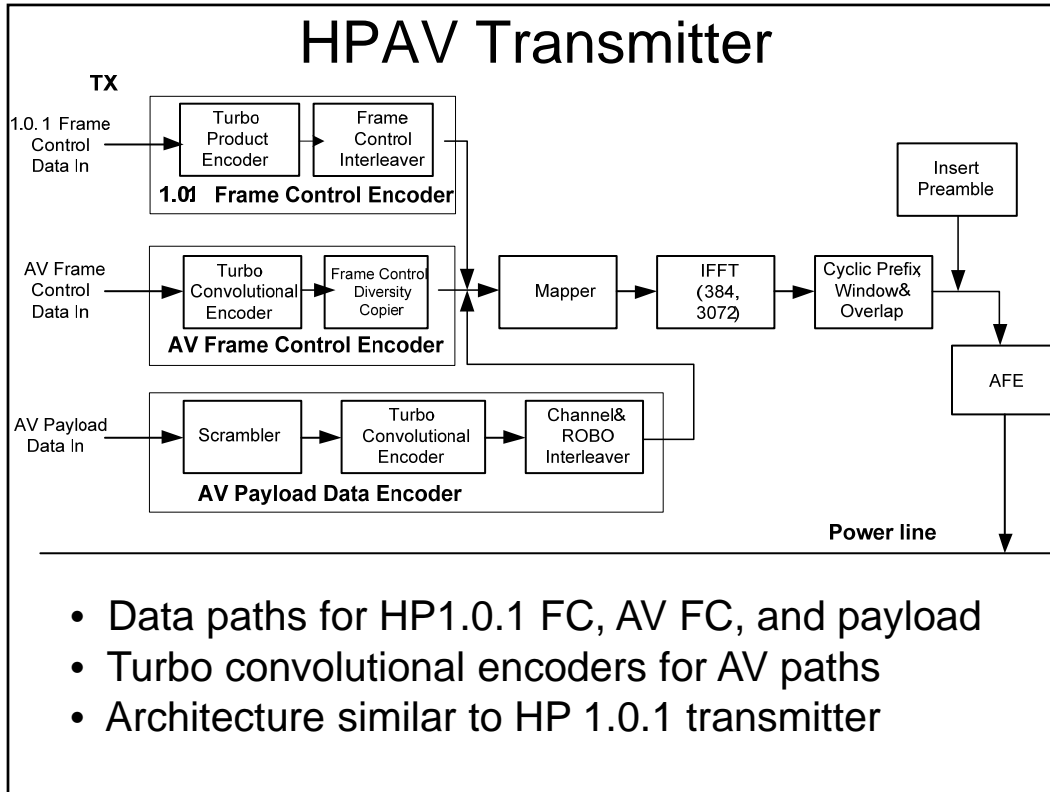 HPAV Transmitter
TX
1.0.1 Frame
Control
Data In
Turbo
Product
Encoder
Frame
Control
Interleaver
1.01 Frame Control Encoder
Insert
Preamble
AV Frame
Control
Data In
Turbo
Convolutional
Encoder
Frame Control
Diversity
Copier
AV Frame Control Encoder
Mapper
IFFT
(384,
3072)
Cyclic Prefix
Window&
Overlap
AFE
AV Payload
Data In
Scrambler
Turbo
Convolutional
Encoder
Channel&
ROBO
Interleaver
AV Payload Data Encoder
Power line
• Data paths for HP1.0.1 FC, AV FC, and payload
• Turbo convolutional encoders for AV paths
• Architecture similar to HP 1.0.1 transmitter